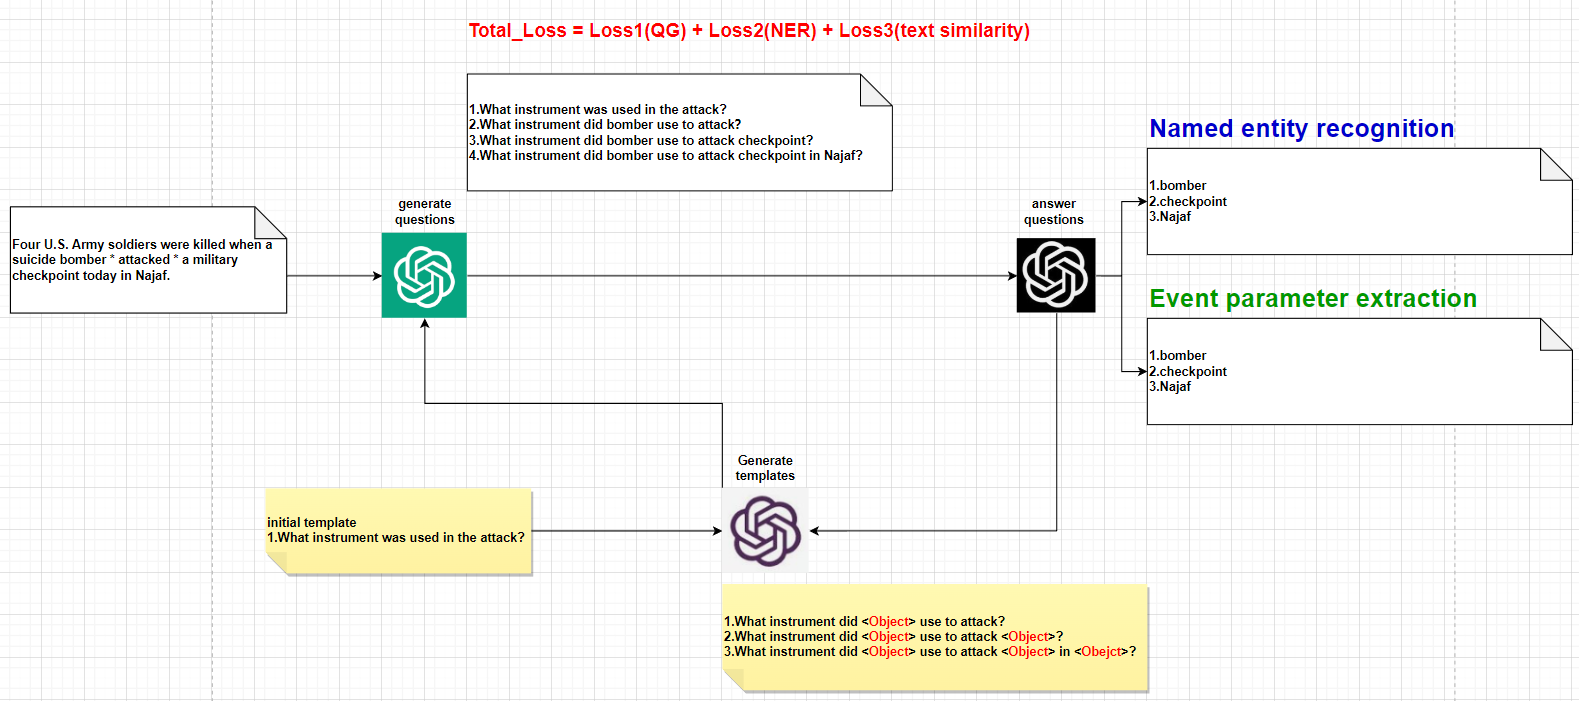 Total_Loss = Loss1(QG) + Loss2(NER) + Loss3(text similarity)
1.What instrument was used in the attack?
2.What instrument did bomber use to attack?
3.What instrument did bomber use to attack checkpoint?
4.What instrument did bomber use to attack checkpoint in Najaf?
Named entity recognition
1.bomber
2.checkpoint
3.Najaf
generate
questions
answer
questions
Four U.S. Army soldiers were killed when a
suicide bomber * attacked * a military
checkpoint today in Najaf.
Event parameter extraction
1.bomber
2.checkpoint
3.Najaf
Generate
templates
initial template
1.What instrument was used in the attack?
1.What instrument did <Object> use to attack?
2.What instrument did <Object> use to attack <Object>?
3.What instrument did <Object> use to attack <Object> in <Obejct>?